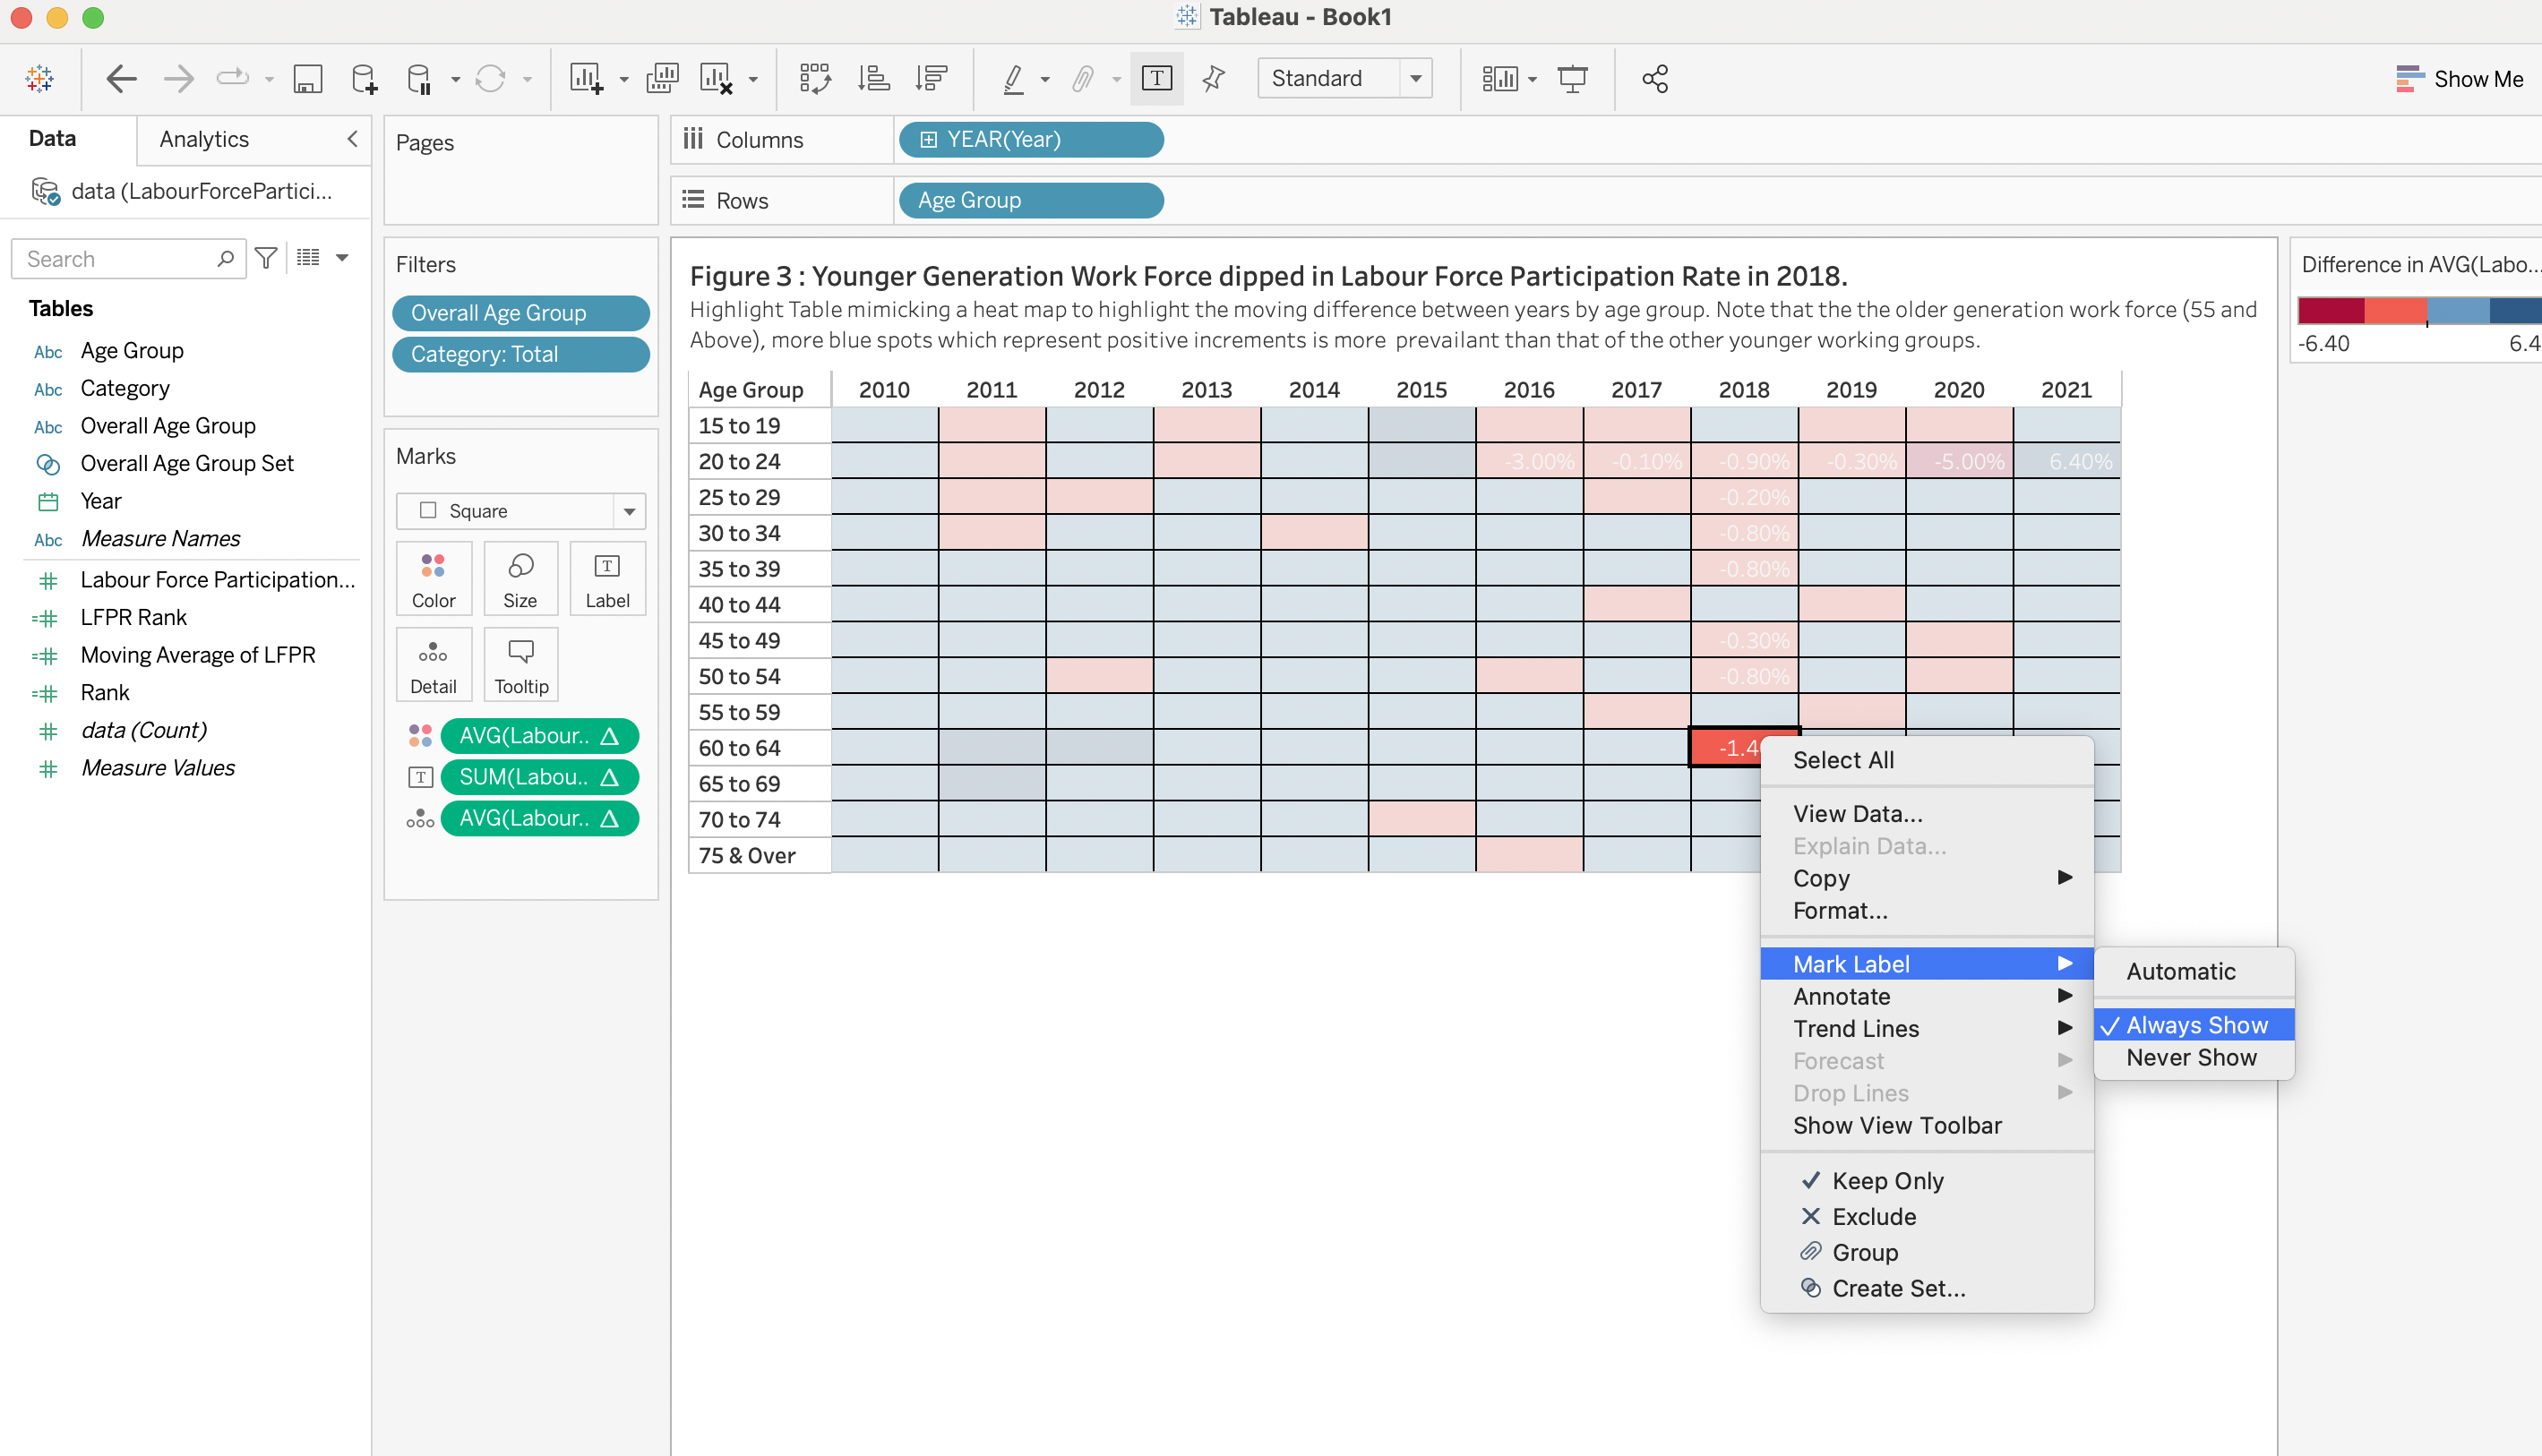 Tableau - Book1
Standard
Show Me
Data
Analytics
data (LabourForcePartici...
Search
Tables
Abc Age Group
Abc Category
Abc Overall Age Group
Overall Age Group Set
Year
Abc Measure Names
Labour Force Participation...
LFPR Rank
Moving Average of LFPR
Rank
data (Count)
Measure Values
Pages
Filters
Overall Age Group
Category: Total
Marks
Square
Color Size Label
Detail Tooltip
AVG(Labour.. Δ
SUM(Labou.. Δ
AVG(Labour.. Δ
Columns YEAR(Year)
Rows Age Group
Figure 3 : Younger Generation Work Force dipped in Labour Force Participation Rate in 2018.
Highlight Table mimicking a heat map to highlight the moving difference between years by age group. Note that the the older generation work force (55 and
Above), more blue spots which represent positive increments is more prevailant than that of the other younger working groups.
Age Group 2010 2011 2012 2013 2014 2015 2016 2017 2018 2019 2020 2021
15 to 19
20 to 24 -3.00% -0.10% -0.90% -0.30% -5.00% 6.40%
25 to 29 -0.20%
30 to 34 -0.80%
35 to 39 -0.80%
40 to 44
45 to 49 -0.30%
50 to 54 -0.80%
55 to 59
60 to 64 -1.4
65 to 69
70 to 74
75 & Over
Select All
View Data...
Explain Data...
Copy
Format...
Mark Label
Annotate
Trend Lines
Forecast
Drop Lines
Show View Toolbar
Keep Only
Exclude
Group
Create Set...
Automatic
Always Show
Never Show
Difference in AVG(Labo...
-6.40 6.4